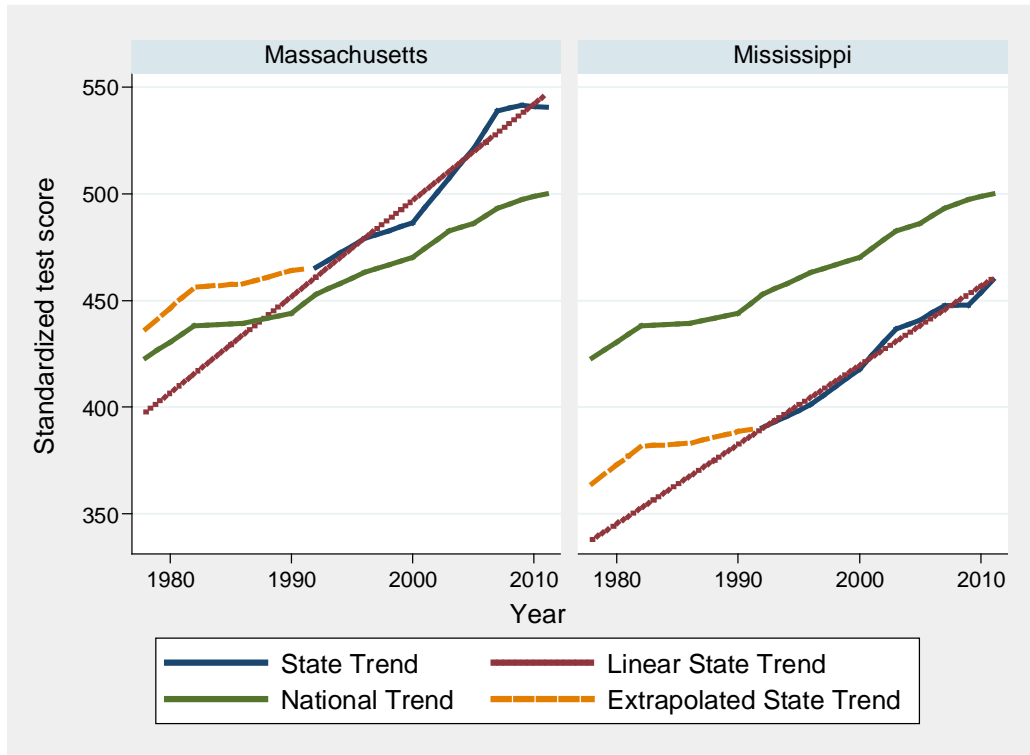 Massachusetts
Mississippi
Standardized test score
550
500
450
400
350
1980 1990 2000 2010
1980 1990 2000 2010
Year
State Trend
Linear State Trend
National Trend
Extrapolated State Trend